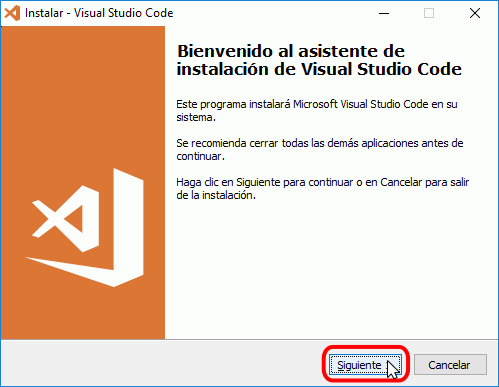 Instalar - Visual Studio Code
Bienvenido al asistente de
instalación de Visual Studio Code
Este programa instalará Microsoft Visual Studio Code en su
sistema.
Se recomienda cerrar todas las demás aplicaciones antes de
continuar.
Haga clic en Siguiente para continuar o en Cancelar para salir
de la instalación.
Siguiente
Cancelar